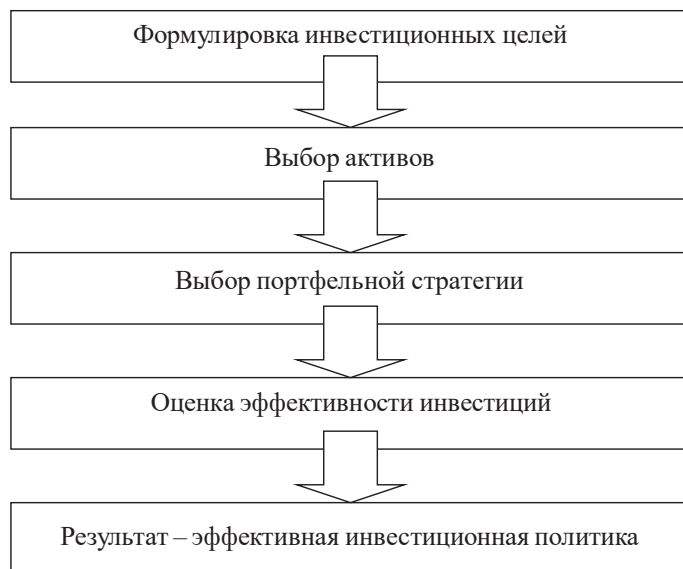 Формулировка инвестиционных целей
Выбор активов
Выбор портфельной стратегии
Оценка эффективности инвестиций
Результат – эффективная инвестиционная политика